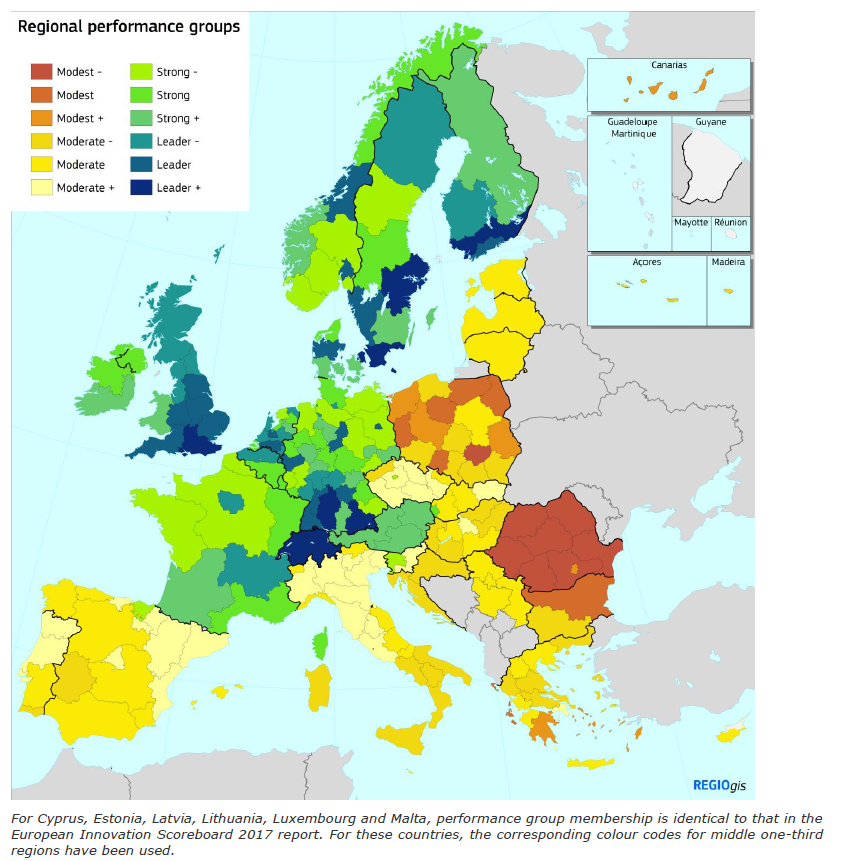 Regional performance groups
Modest -
Modest
Modest +
Moderate -
Moderate
Moderate +
Strong -
Strong
Strong +
Leader -
Leader
Leader +
Canarias
Guadeloupe
Martinique
Guyane
Mayotte
Réunion
Açores
Madeira
REGIOgis
For Cyprus, Estonia, Latvia, Lithuania, Luxembourg and Malta, performance group membership is identical to that in the
European Innovation Scoreboard 2017 report. For these countries, the corresponding colour codes for middle one-third
regions have been used.